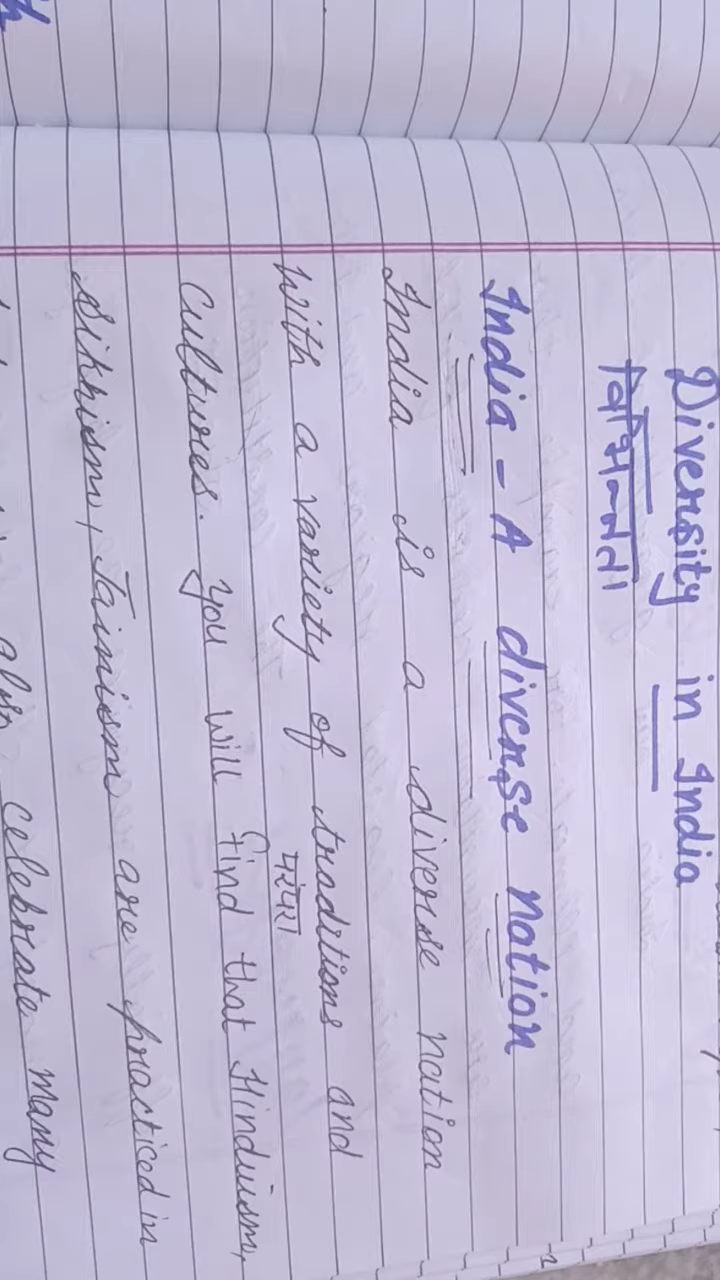 Diversity in India
विभिन्नता
India - A diverse nation
India is a diverse nation
with a variety of traditions and
परंपरा
cultures. you will find that Hinduism,
Sikhism, Jainism are practiced in
also celebrate many